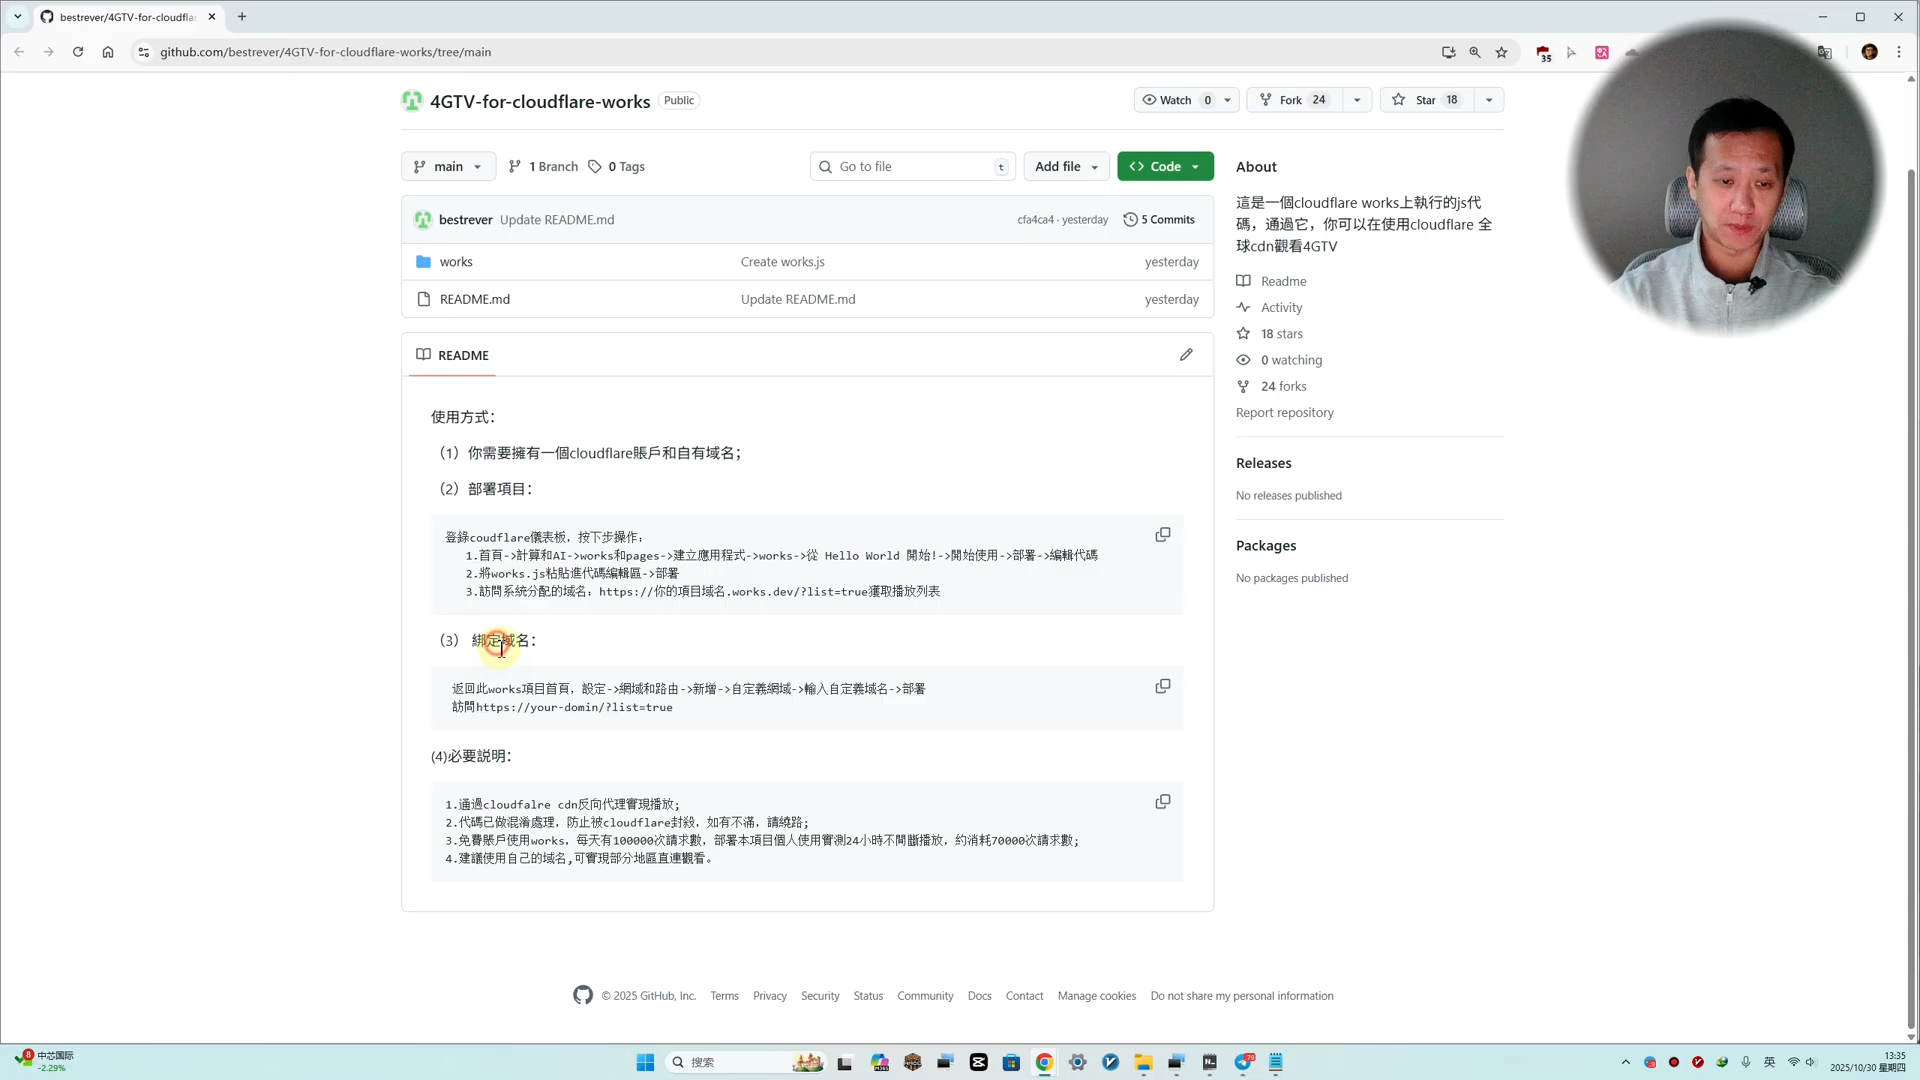 bestrever/4GTV-for-cloudfla
github.com/bestrever/4GTV-for-cloudflare-works/tree/main
35
4GTV-for-cloudflare-works
Public
Watch 0
Fork 24
Star 18
main
1 Branch
0 Tags
Go to file
t
Add file
Code
bestrever Update README.md
cfa4ca4 · yesterday
5 Commits
works
Create works.js
yesterday
README.md
Update README.md
yesterday
README
使用方式：
（1）你需要擁有一個cloudflare賬戶和自有域名；
（2）部署項目：
登錄coudflare儀表板，按下步操作：
1.首頁->計算和AI->works和pages->建立應用程式->works->從 Hello World 開始!->開始使用->部署->編輯代碼
2.將works.js粘貼進代碼編輯區->部署
3.訪問系統分配的域名：https://你的項目域名.works.dev/?list=true獲取播放列表
（3） 綁定域名：
返回此works項目首頁，設定->網域和路由->新增->自定義網域->輸入自定義域名->部署
訪問https://your-domin/?list=true
(4)必要説明：
1.通過cloudfalre cdn反向代理實現播放;
2.代碼已做混淆處理，防止被cloudflare封殺，如有不滿，請繞路;
3.免費賬戶使用works，每天有100000次請求數，部署本項目個人使用實測24小時不間斷播放，約消耗70000次請求數;
4.建議使用自己的域名,可實現部分地區直連觀看。
About
這是一個cloudflare works上執行的js代
碼，通過它，你可以在使用cloudflare 全
球cdn觀看4GTV
Readme
Activity
18 stars
0 watching
24 forks
Report repository
Releases
No releases published
Packages
No packages published
© 2025 GitHub, Inc.
Terms
Privacy
Security
Status
Community
Docs
Contact
Manage cookies
Do not share my personal information
8
中芯国际
-2.29%
搜索
79
英
13:35
2025/10/30 星期四